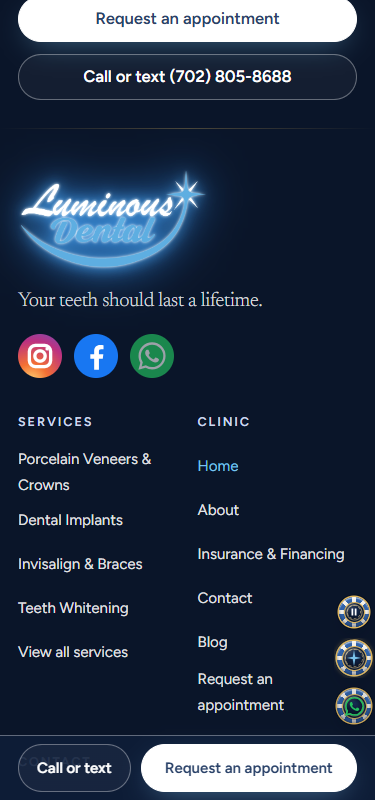 Request an appointment
Call or text (702) 805-8688
Luminous
Dental
Your teeth should last a lifetime.
SERVICES
Porcelain Veneers &
Crowns
Dental Implants
Invisalign & Braces
Teeth Whitening
View all services
CLINIC
Home
About
Insurance & Financing
Contact
Blog
Request an
appointment
CONTACT
Call or text
Request an appointment